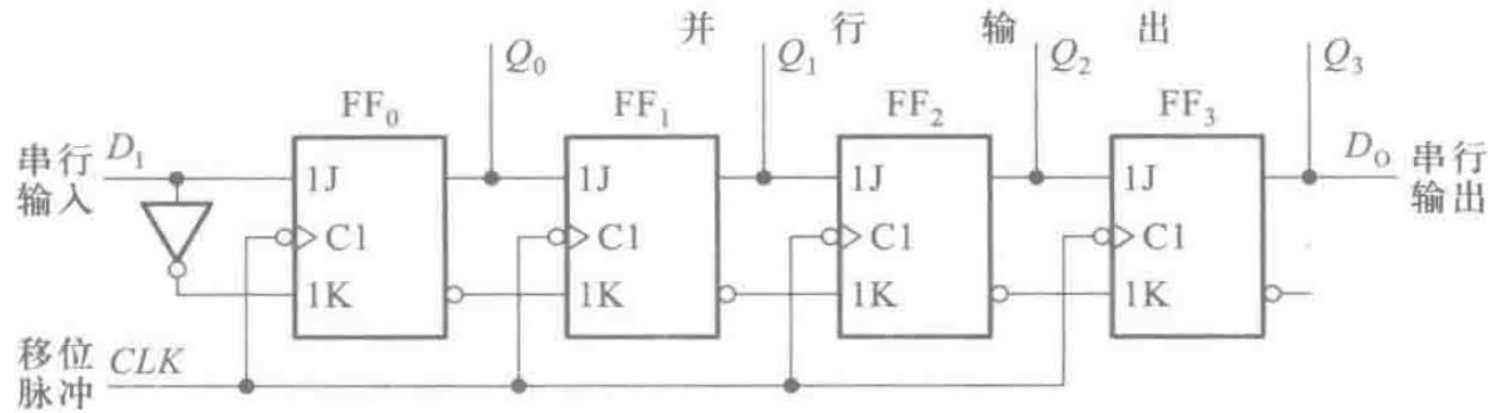 并 行 输 出
Q₀ Q₁ Q₂ Q₃
FF₀ FF₁ FF₂ FF₃
串行输入 D₁ 1J 1J 1J 1J D₀ 串行输出
C1 C1 C1 C1
1K 1K 1K 1K
移位脉冲 CLK